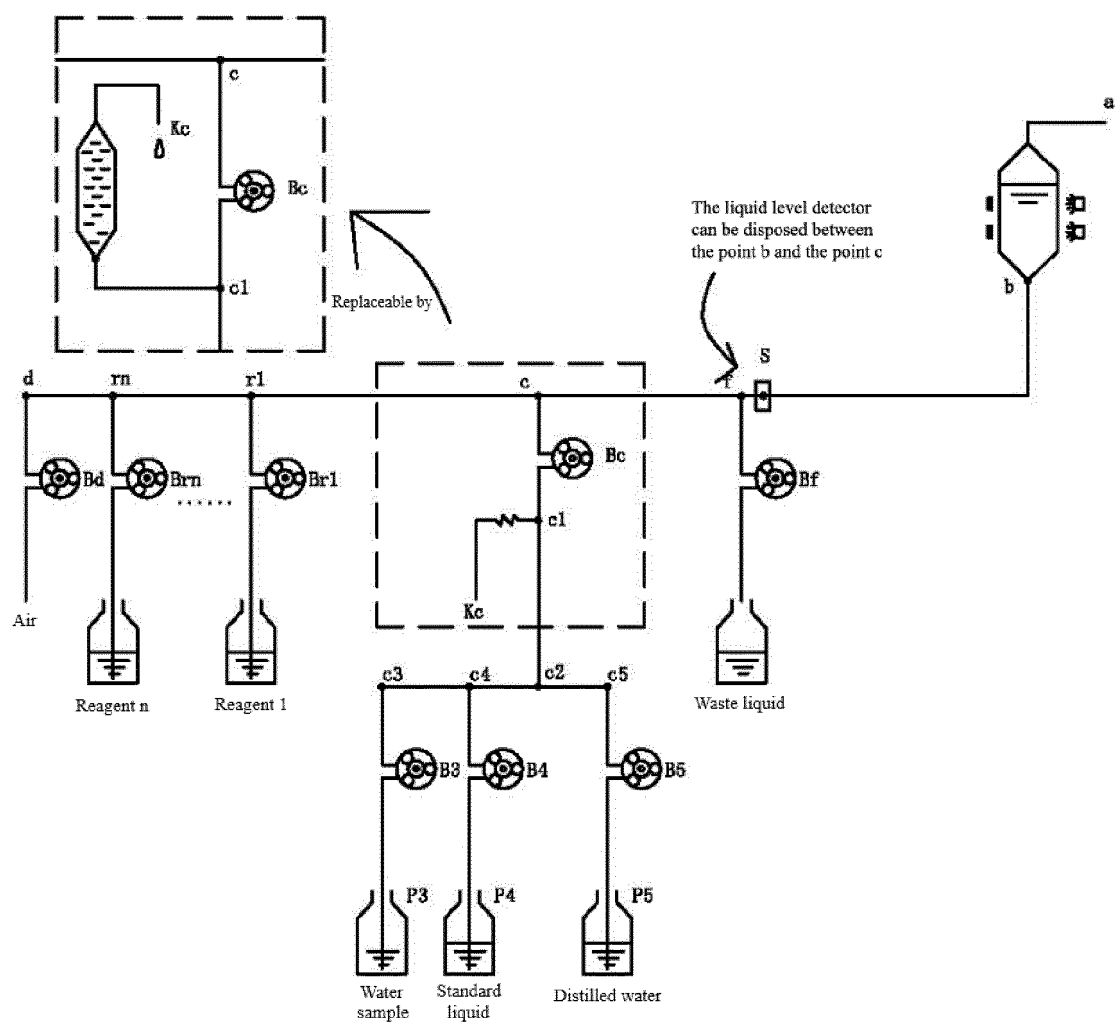 c
Kc
Bc
c1
Replaceable by
a
The liquid level detector
can be disposed between
the point b and the point c
b
S
d
rn
r1
c
f
Bd
Brn
......
Br1
Bc
Bf
c1
Kc
Air
Reagent n
Reagent 1
Waste liquid
c3
c4
c2
c5
B3
B4
B5
P3
P4
P5
Water
sample
Standard
liquid
Distilled water